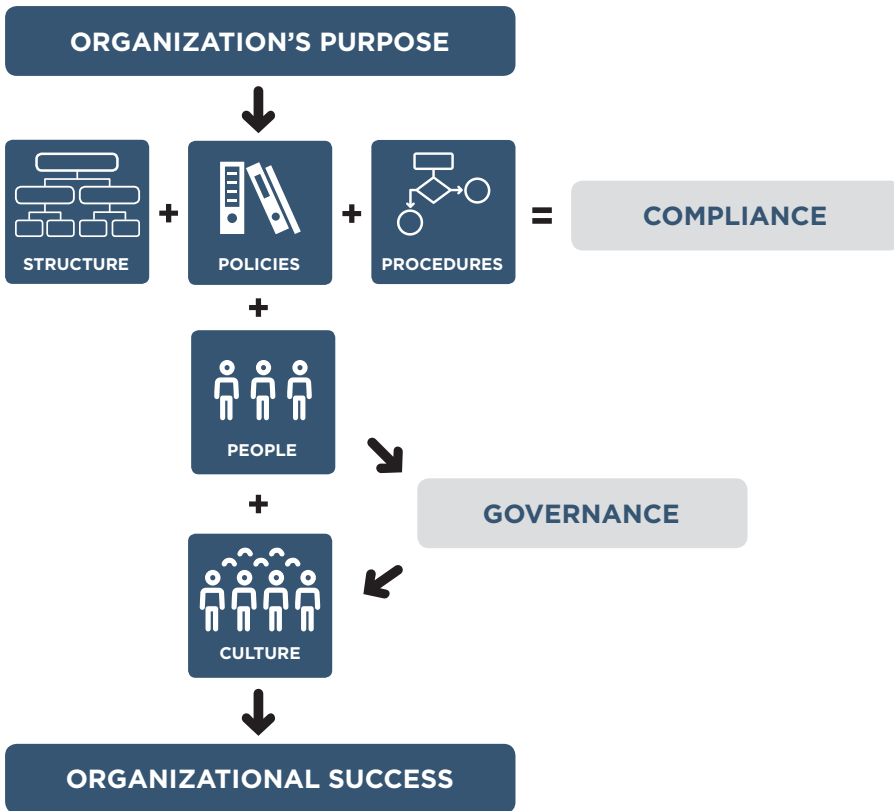 ORGANIZATION’S PURPOSE
STRUCTURE
+
POLICIES
+
PROCEDURES
=
COMPLIANCE
+
PEOPLE
+
GOVERNANCE
CULTURE
ORGANIZATIONAL SUCCESS